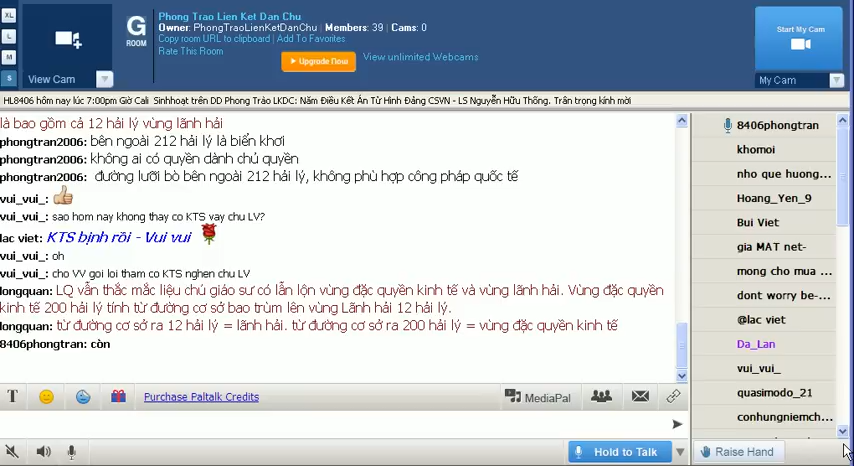 XL
L
M
S
View Cam
G
ROOM
Phong Trao Lien Ket Dan Chu
Owner: PhongTraoLienKetDanChu | Members: 39 | Cams: 0
Copy room URL to clipboard | Add To Favorites
Rate This Room
Upgrade Now
View unlimited Webcams
Start My Cam
My Cam
HL8406 hôm nay lúc 7:00pm Giờ Cali Sinhhoạt trên DD Phong Trào LKDC: Năm Điều Kết Án Tử Hình Đảng CSVN - LS Nguyễn Hữu Thống. Trân trọng kính mời
là bao gồm cả 12 hải lý vùng lãnh hải
phongtran2006: bên ngoài 212 hải lý là biển khơi
phongtran2006: không ai có quyền dành chủ quyền
phongtran2006: đường lưỡi bò bên ngoài 212 hải lý, không phù hợp công pháp quốc tế
vui_vui_:
vui_vui_: sao hom nay khong thay co KTS vay chu LV?
lac viet: KTS bịnh rồi - Vui vui
vui_vui_: oh
vui_vui_: cho VV goi loi tham co KTS nghen chu LV
longquan: LQ vẫn thắc mắc liệu chú giáo sư có lẫn lộn vùng đặc quyền kinh tế và vùng lãnh hải. Vùng đặc quyền
kinh tế 200 hải lý tính từ đường cơ sở bao trùm lên vùng Lãnh hải 12 hải lý.
longquan: từ đường cơ sở ra 12 hải lý = lãnh hải. từ đường cơ sở ra 200 hải lý = vùng đặc quyền kinh tế
8406phongtran: còn
8406phongtran
khomoi
nho que huong...
Hoang_Yen_9
Bui Viet
gia MAT net-
mong cho mua ...
dont worry be-...
@lac viet
Da_Lan
vui_vui_
quasimodo_21
conhungniemch...
T
Purchase Paltalk Credits
MediaPal
Hold to Talk
Raise Hand